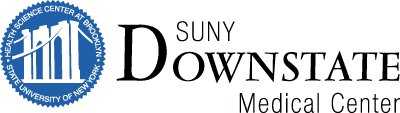 HEALTH SCIENCE CENTER AT BROOKLYN
STATE UNIVERSITY OF NEW YORK
SUNY
DOWNSTATE
Medical Center